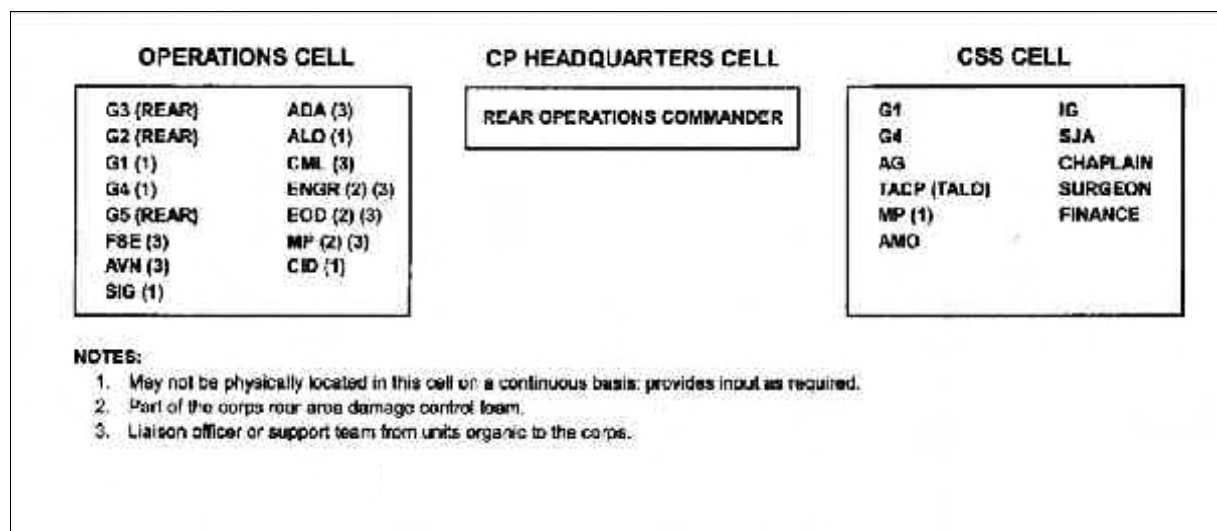 OPERATIONS CELL
G3 (REAR)
G2 (REAR)
G1 (1)
G4 (1)
G5 (REAR)
FSE (3)
AVN (3)
SIG (1)
ADA (3)
ALO (1)
CML (3)
ENGR (2) (3)
EOD (2) (3)
MP (2) (3)
CID (1)
CP HEADQUARTERS CELL
REAR OPERATIONS COMMANDER
CSS CELL
G1
G4
AG
TACP (TALO)
MP (1)
AMO
IG
SJA
CHAPLAIN
SURGEON
FINANCE
NOTES:
1. May not be physically located in this cell on a continuous basis: provides input as required.
2. Part of the corps rear area damage control team.
3. Liaison officer or support team from units organic to the corps.